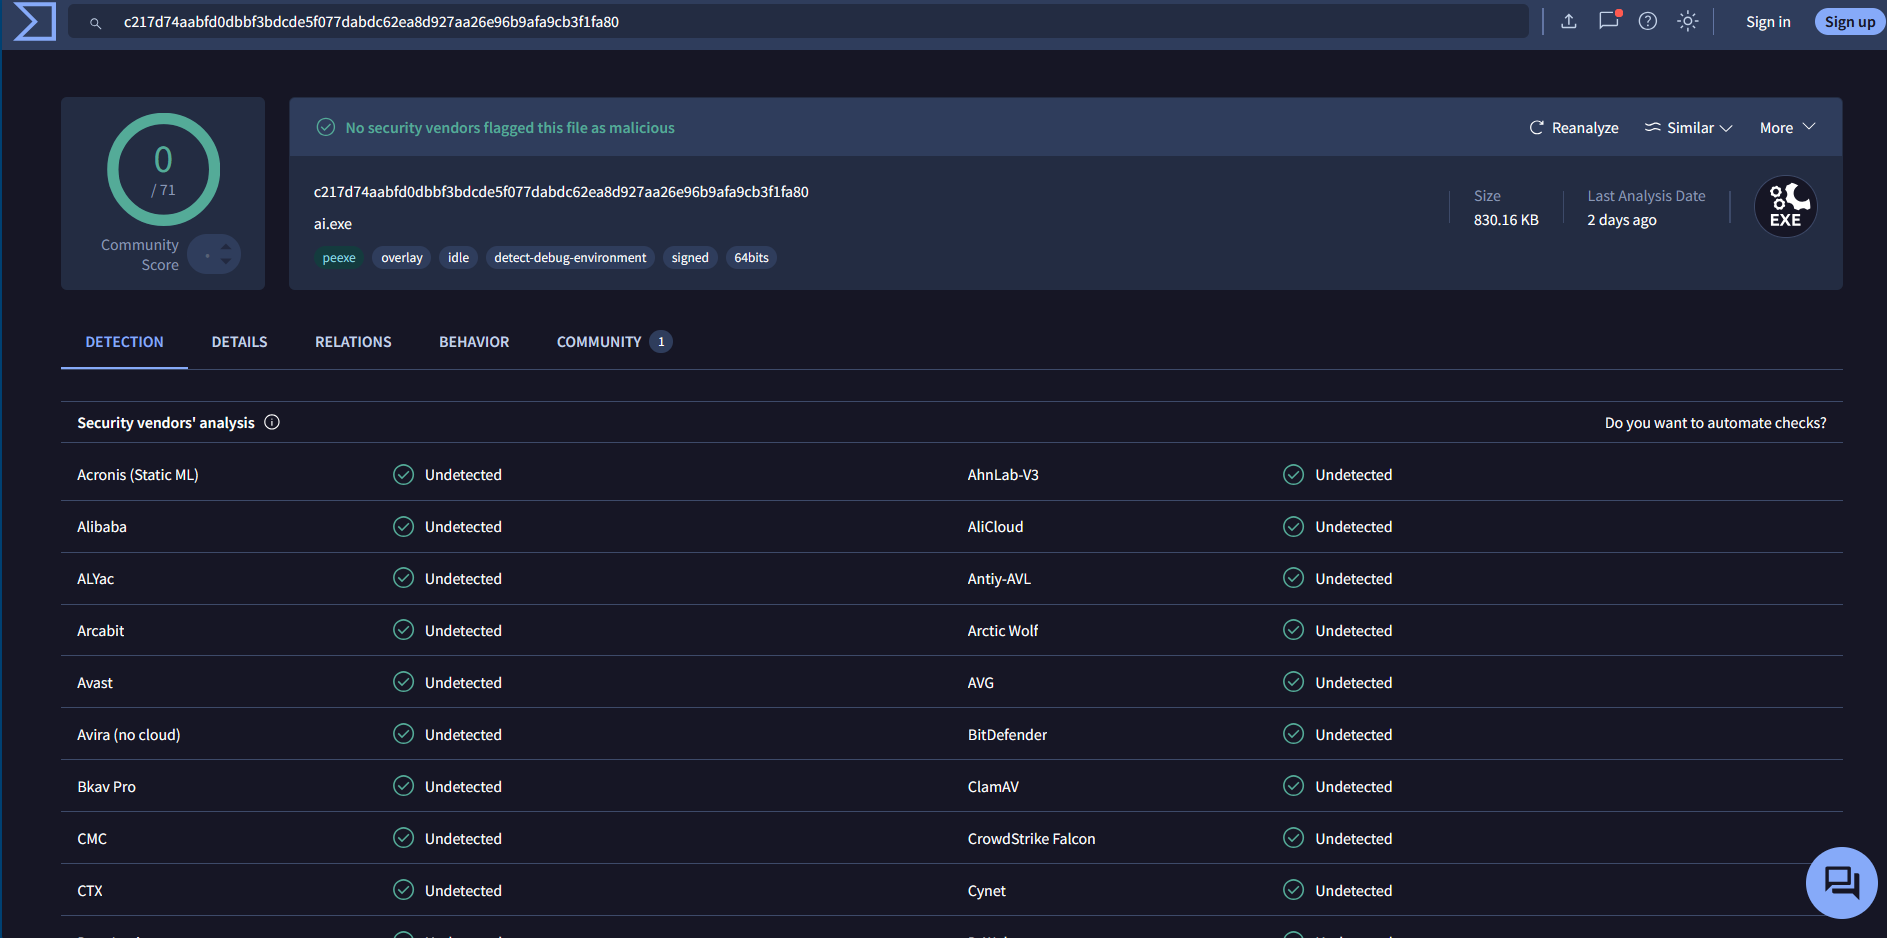 c217d74aabfd0dbbf3bdcde5f077dabdc62ea8d927aa26e96b9afa9cb3f1fa80
Sign in
Sign up
0
/ 71
Community
Score
No security vendors flagged this file as malicious
Reanalyze
Similar
More
c217d74aabfd0dbbf3bdcde5f077dabdc62ea8d927aa26e96b9afa9cb3f1fa80
ai.exe
peexe overlay idle detect-debug-environment signed 64bits
Size
830.16 KB
Last Analysis Date
2 days ago
EXE
DETECTION DETAILS RELATIONS BEHAVIOR COMMUNITY 1
Security vendors' analysis
Do you want to automate checks?
Acronis (Static ML) Undetected AhnLab-V3 Undetected
Alibaba Undetected AliCloud Undetected
ALYac Undetected Antiy-AVL Undetected
Arcabit Undetected Arctic Wolf Undetected
Avast Undetected AVG Undetected
Avira (no cloud) Undetected BitDefender Undetected
Bkav Pro Undetected ClamAV Undetected
CMC Undetected CrowdStrike Falcon Undetected
CTX Undetected Cynet Undetected